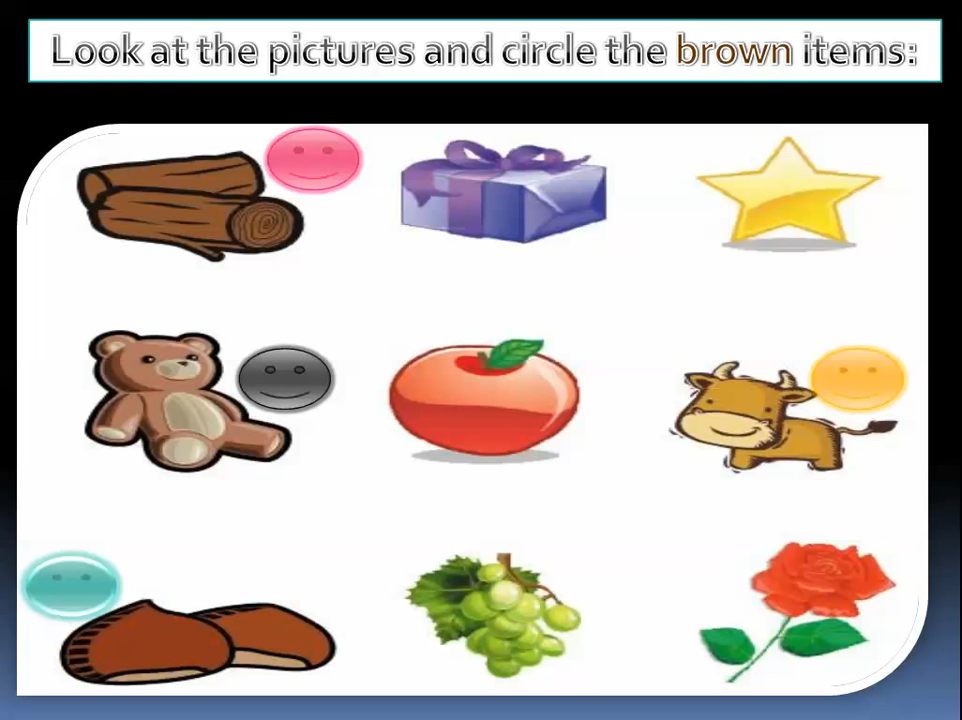 Look at the pictures and circle the brown items: